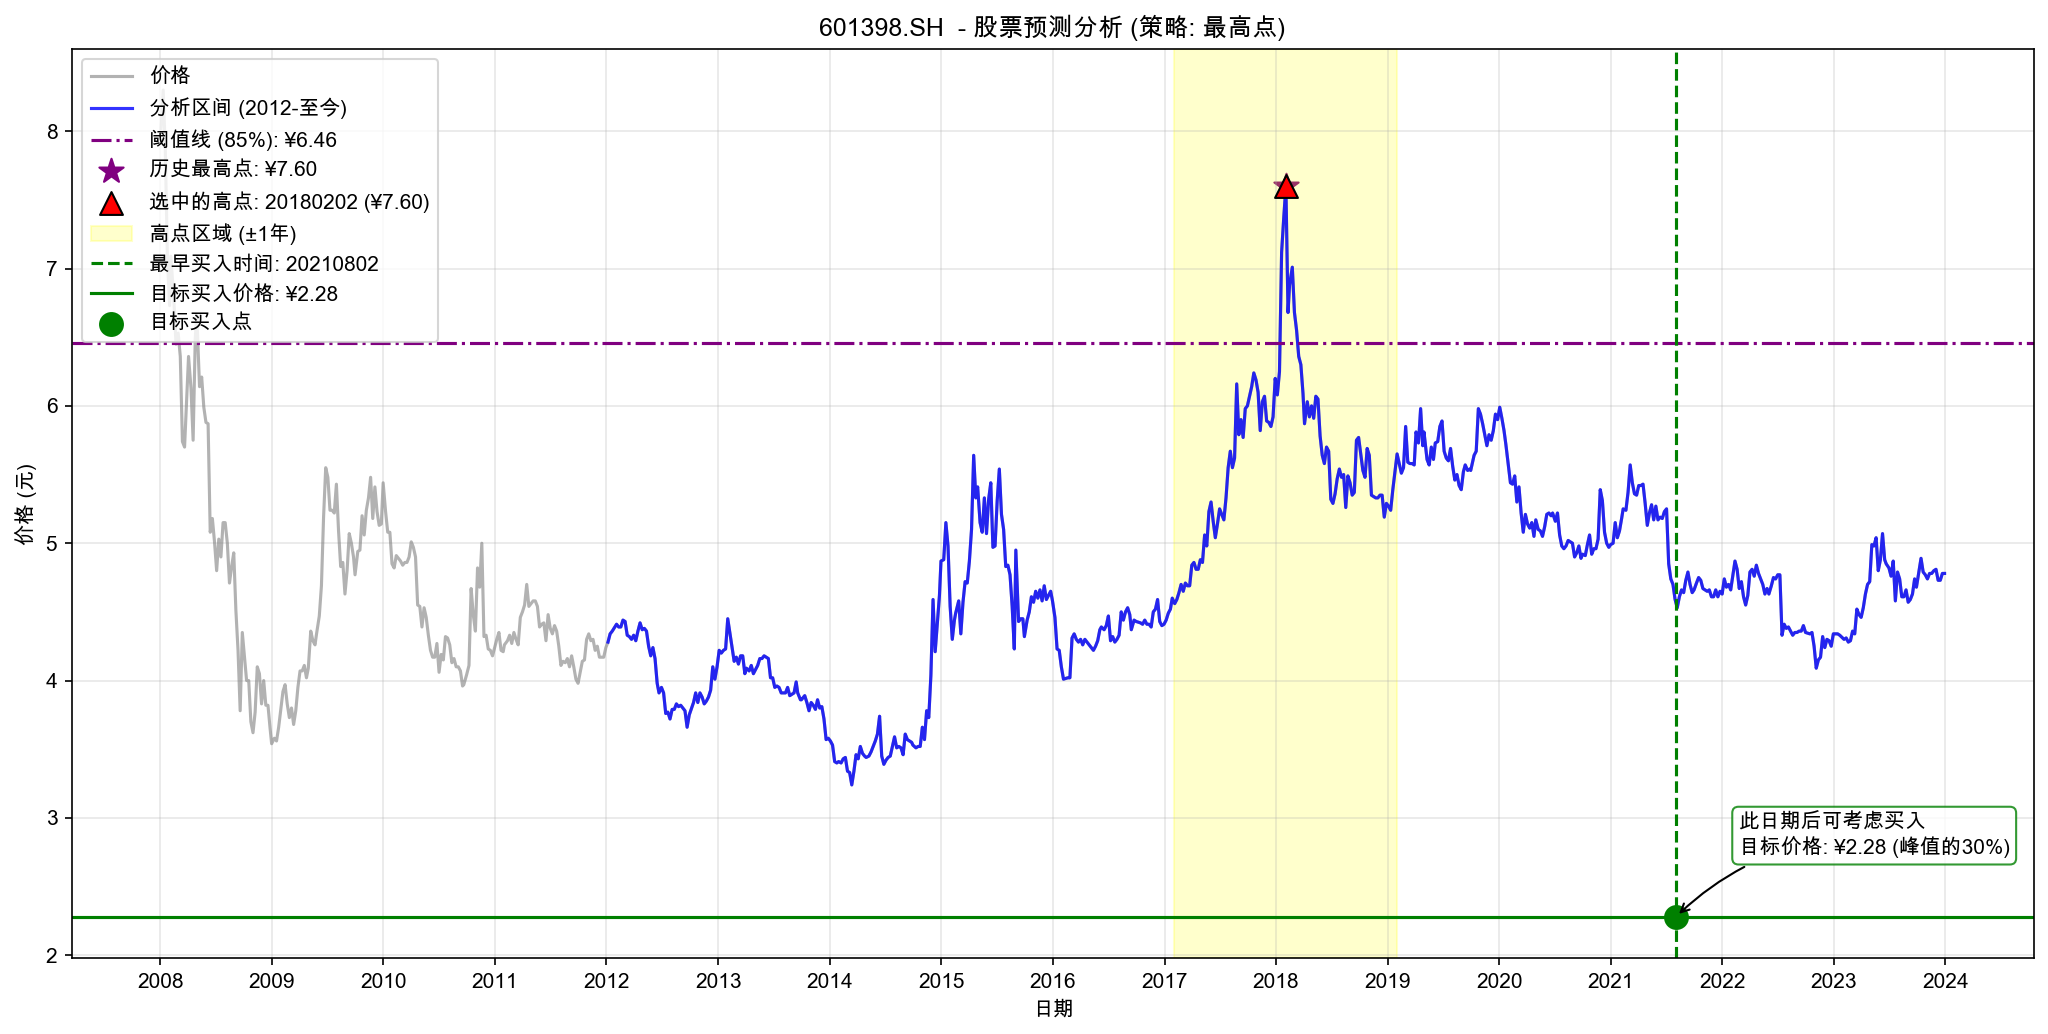 601398.SH - 股票预测分析 (策略: 最高点)
价格
分析区间 (2012-至今)
阈值线 (85%): ¥6.46
历史最高点: ¥7.60
选中的高点: 20180202 (¥7.60)
高点区域 (±1年)
最早买入时间: 20210802
目标买入价格: ¥2.28
目标买入点
8
7
6
5
4
3
2
价格 (元)
此日期后可考虑买入
目标价格: ¥2.28 (峰值的30%)
2008 2009 2010 2011 2012 2013 2014 2015 2016 2017 2018 2019 2020 2021 2022 2023 2024
日期